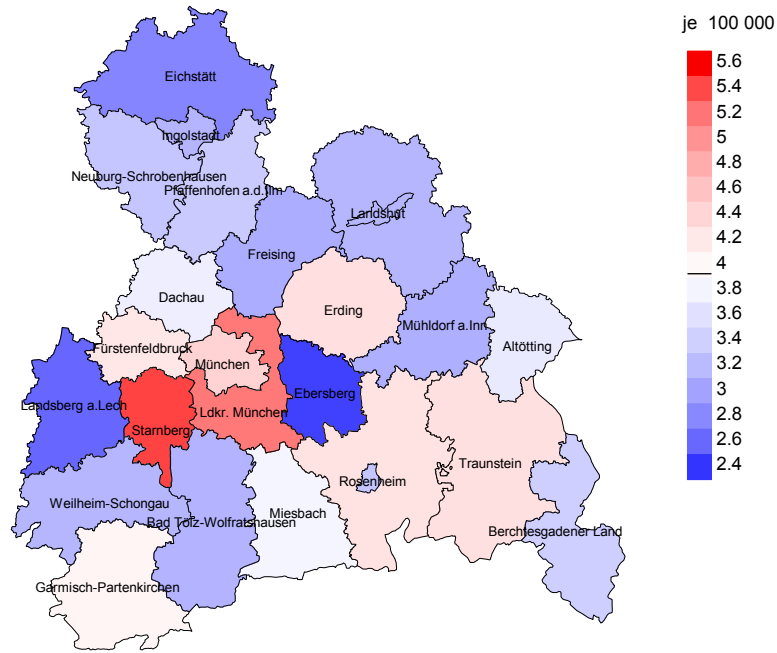 je 100 000
Eichstätt
Ingolstadt
Neuburg-Schrobenhausen
Pfaffenhofen a.d.Ilm
Landshut
Freising
Dachau
Erding
Mühldorf a.Inn
Altötting
Fürstenfeldbruck
München
Ebersberg
Landsberg a.Lech
Starnberg
Ldkr. München
Traunstein
Rosenheim
Weilheim-Schongau
Miesbach
Bad Tölz-Wolfratshausen
Berchtesgadener Land
Garmisch-Partenkirchen
5.6
5.4
5.2
5
4.8
4.6
4.4
4.2
4
3.8
3.6
3.4
3.2
3
2.8
2.6
2.4